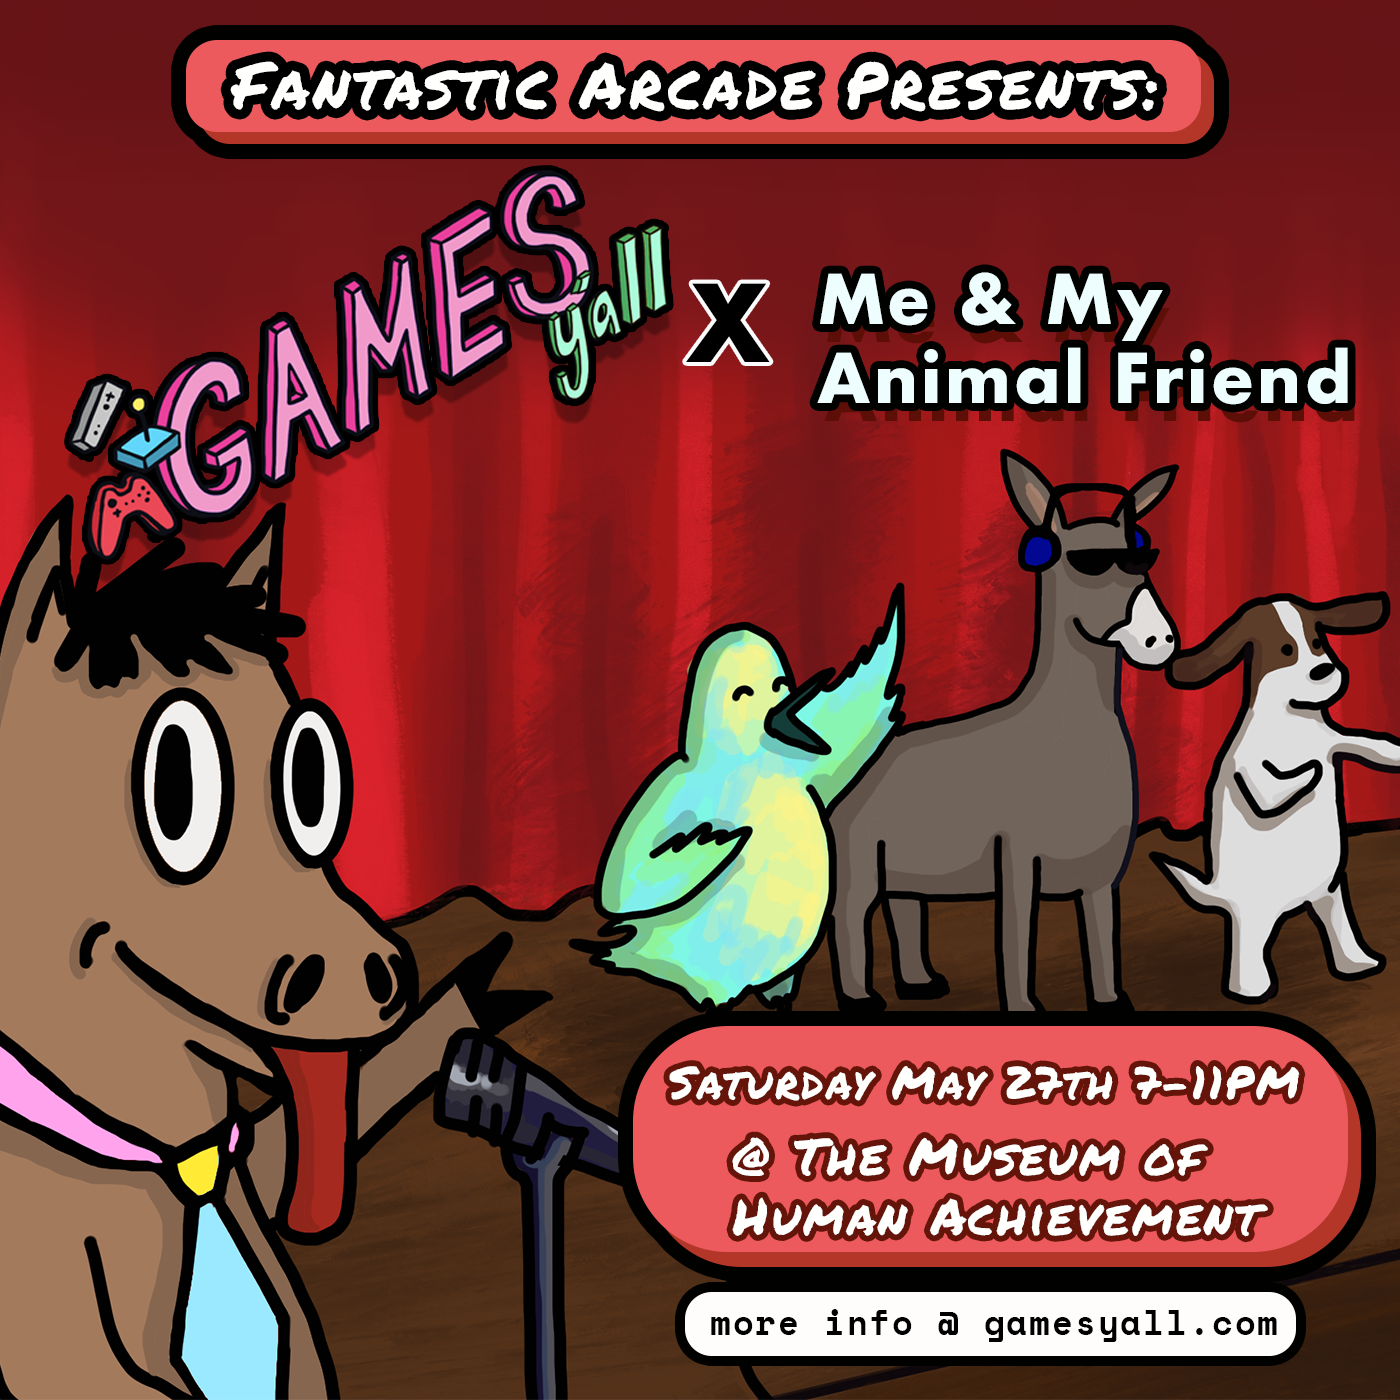 Fantastic Arcade Presents:
GAMES
y'all
X
Me & My
Animal Friend
Saturday May 27th 7-11PM
@ The Museum of
Human Achievement
more info @ gamesyall.com